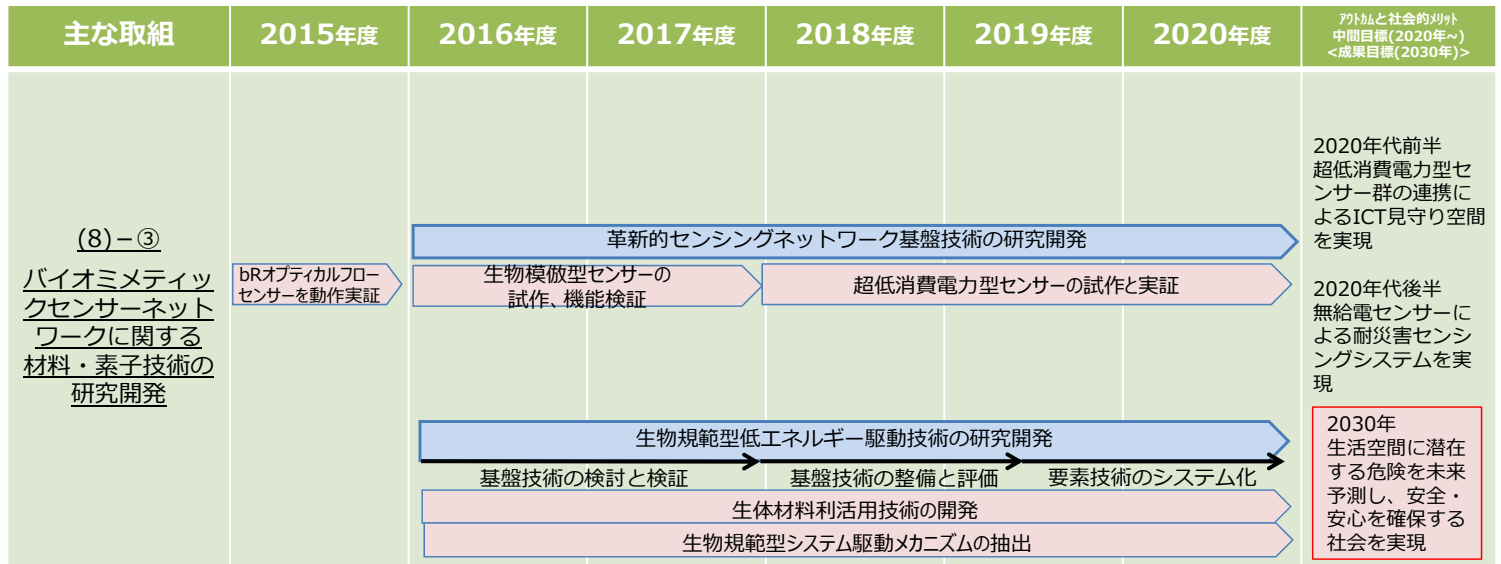 主な取組
2015年度
2016年度
2017年度
2018年度
2019年度
2020年度
ｱｳﾄｶﾑと社会的ﾒﾘｯﾄ
中間目標(2020年~)
<成果目標(2030年)>
(8)－③
バイオミメティッ
クセンサーネット
ワークに関する
材料・素子技術の
研究開発
革新的センシングネットワーク基盤技術の研究開発
bRオプティカルフロー
センサーを動作実証
生物模倣型センサーの
試作、機能検証
超低消費電力型センサーの試作と実証
生物規範型低エネルギー駆動技術の研究開発
基盤技術の検討と検証
基盤技術の整備と評価
要素技術のシステム化
生体材料利活用技術の開発
生物規範型システム駆動メカニズムの抽出
2020年代前半
超低消費電力型セ
ンサー群の連携に
よるICT見守り空間
を実現
2020年代後半
無給電センサーに
よる耐災害センシ
ングシステムを実
現
2030年
生活空間に潜在
する危険を未来
予測し、安全・
安心を確保する
社会を実現